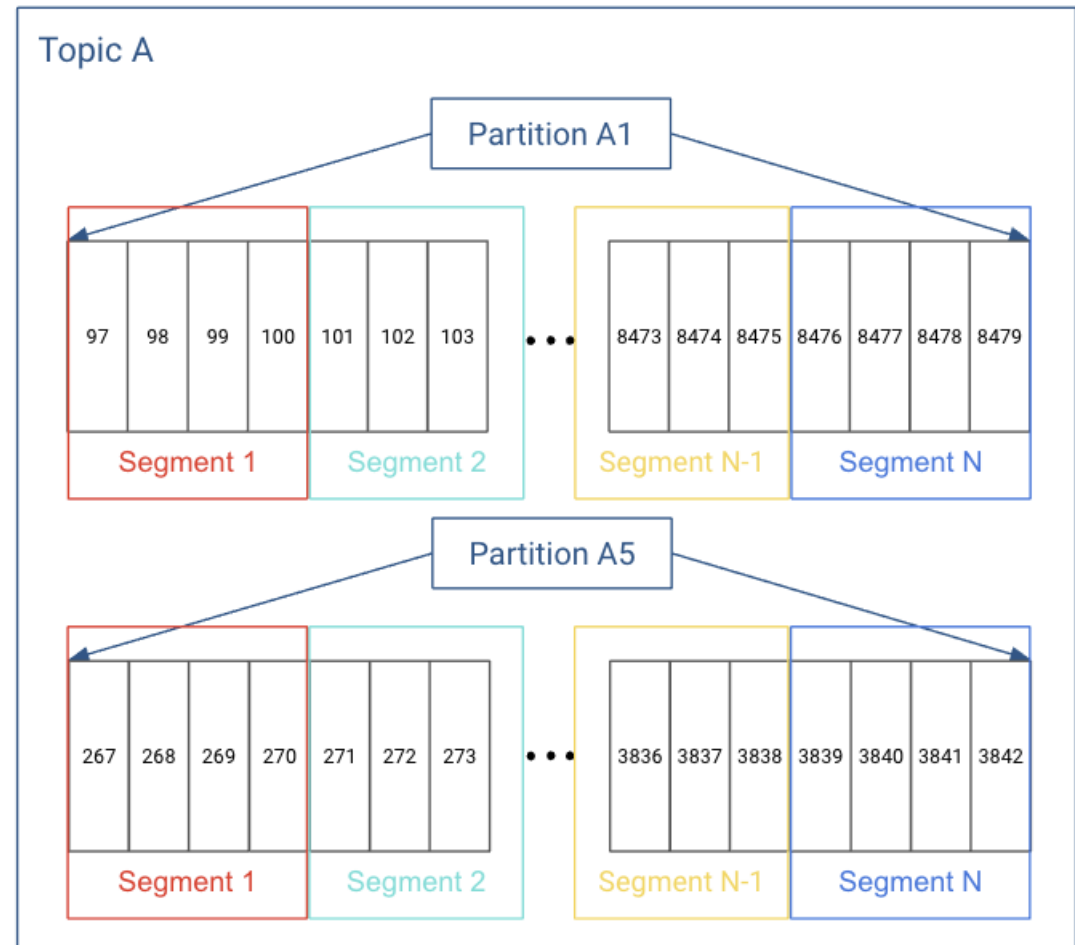 Topic A
Partition A1
97 98 99 100 101 102 103 ... 8473 8474 8475 8476 8477 8478 8479
Segment 1 Segment 2 Segment N-1 Segment N
Partition A5
267 268 269 270 271 272 273 ... 3836 3837 3838 3839 3840 3841 3842
Segment 1 Segment 2 Segment N-1 Segment N